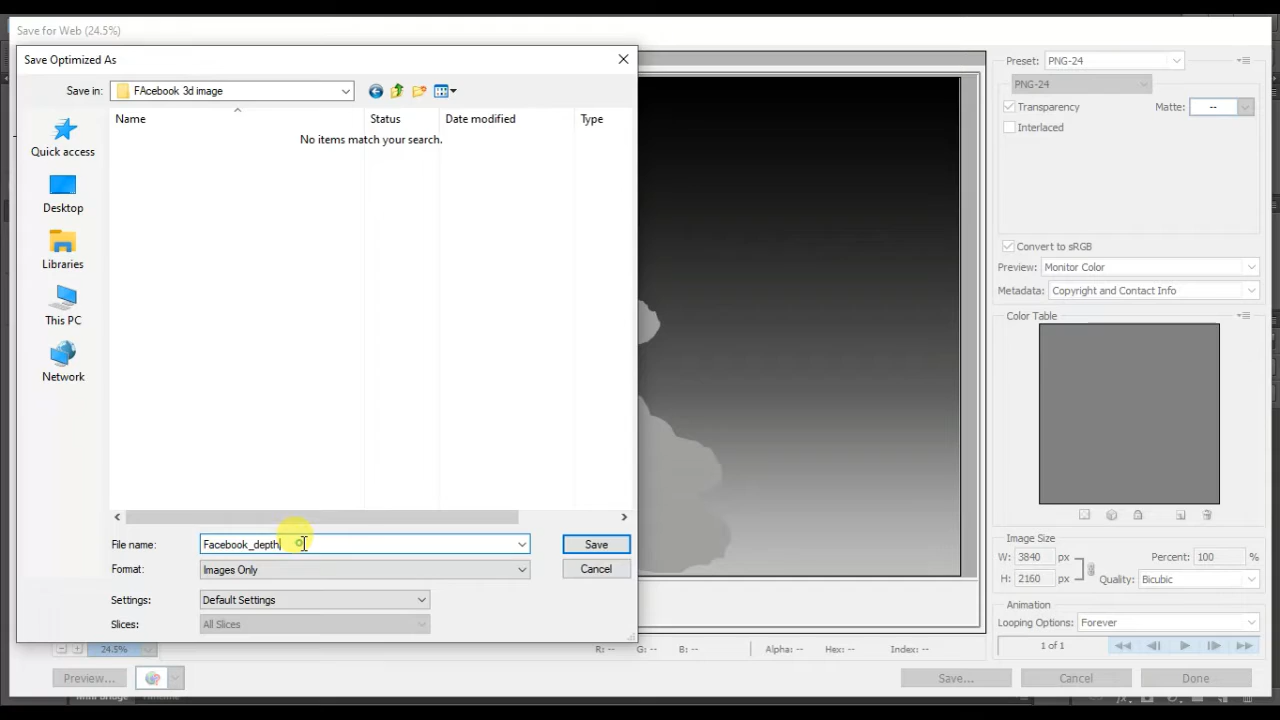 Save for Web (24.5%)
Save Optimized As
Save in: FAcebook 3d image
Name Status Date modified Type
No items match your search.
Quick access
Desktop
Libraries
This PC
Network
File name: Facebook_depth
Save
Format: Images Only
Cancel
Settings: Default Settings
Slices: All Slices
Preset: PNG-24
PNG-24
Transparency Matte: --
Interlaced
Convert to sRGB
Preview: Monitor Color
Metadata: Copyright and Contact Info
Color Table
Image Size
W: 3840 px Percent: 100 %
H: 2160 px Quality: Bicubic
Animation
Looping Options: Forever
1 of 1
24.5% R: -- G: -- B: -- Alpha: -- Hex: -- Index: --
Preview... Save... Cancel Done
Mini Bridge Timeline